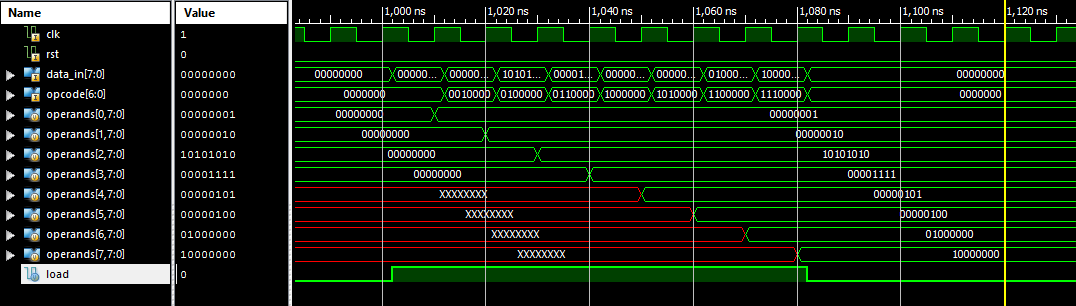 Name Value 1,000 ns 1,020 ns 1,040 ns 1,060 ns 1,080 ns 1,100 ns 1,120 ns
clk 1
rst 0
data_in[7:0] 00000000 00000000 00000... 00000... 10101... 00001... 00000... 00000... 01000... 10000... 00000000
opcode[6:0] 0000000 0000000 0010000 0100000 0110000 1000000 1010000 1100000 1110000 0000000
operands[0,7:0] 00000001 00000000 00000001
operands[1,7:0] 00000010 00000000 00000010
operands[2,7:0] 10101010 00000000 10101010
operands[3,7:0] 00001111 00000000 00001111
operands[4,7:0] 00000101 XXXXXXXX 00000101
operands[5,7:0] 00000100 XXXXXXXX 00000100
operands[6,7:0] 01000000 XXXXXXXX 01000000
operands[7,7:0] 10000000 XXXXXXXX 10000000
load 0